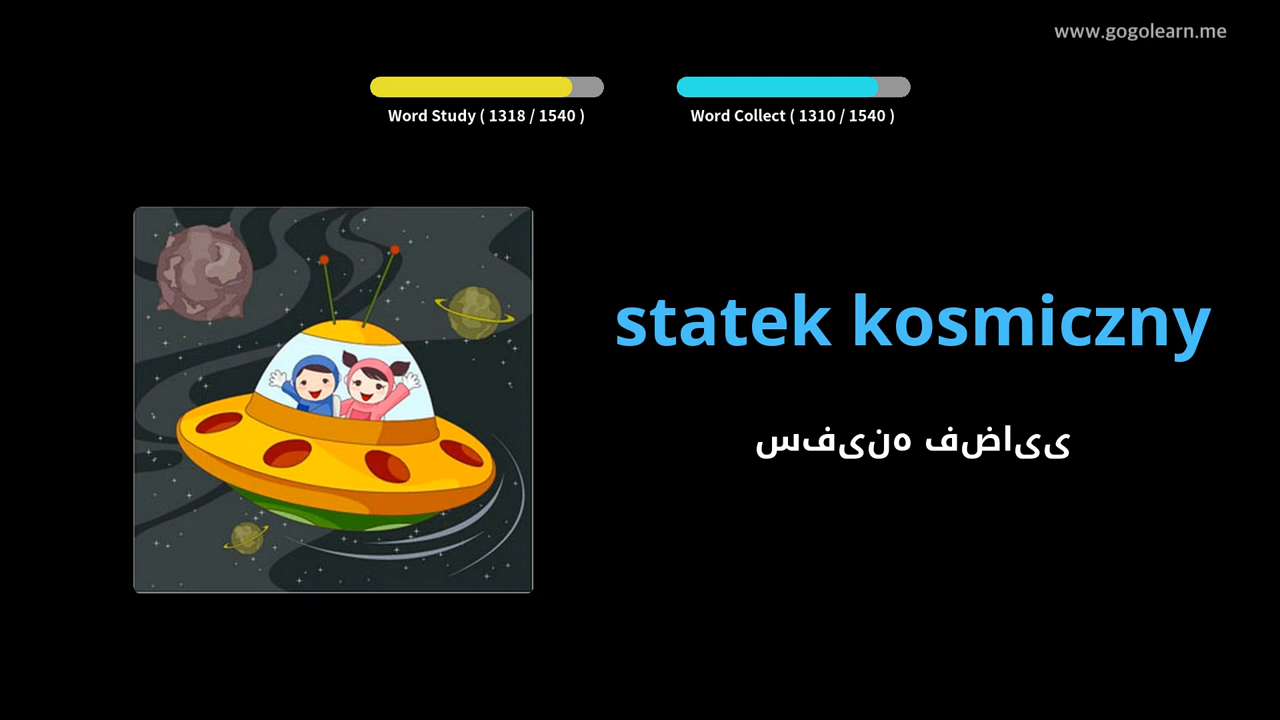 www.gogolearn.me
Word Study ( 1318 / 1540 )
Word Collect ( 1310 / 1540 )
statek kosmiczny
سفینه فضایی